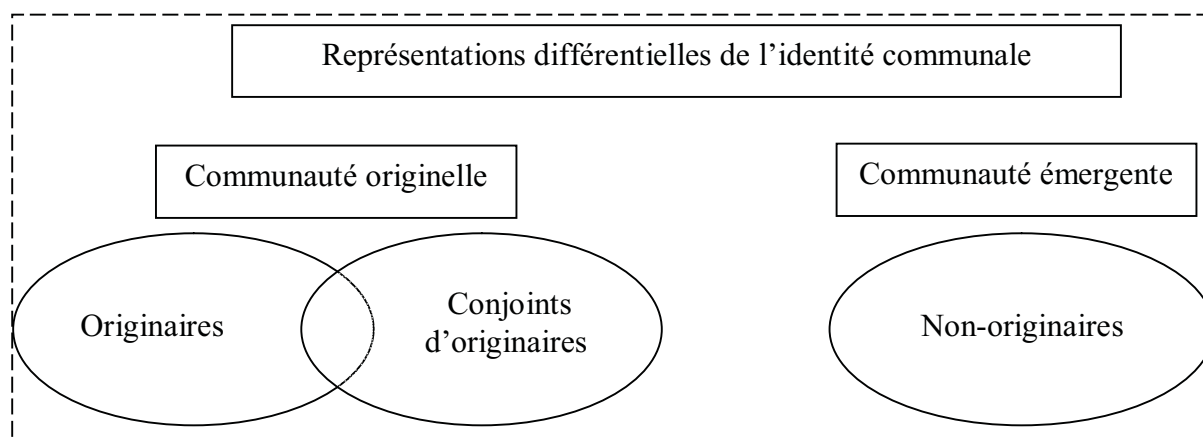 Représentations différentielles de l’identité communale
Communauté originelle
Communauté émergente
Originaires
Conjoints
d’originaires
Non-originaires